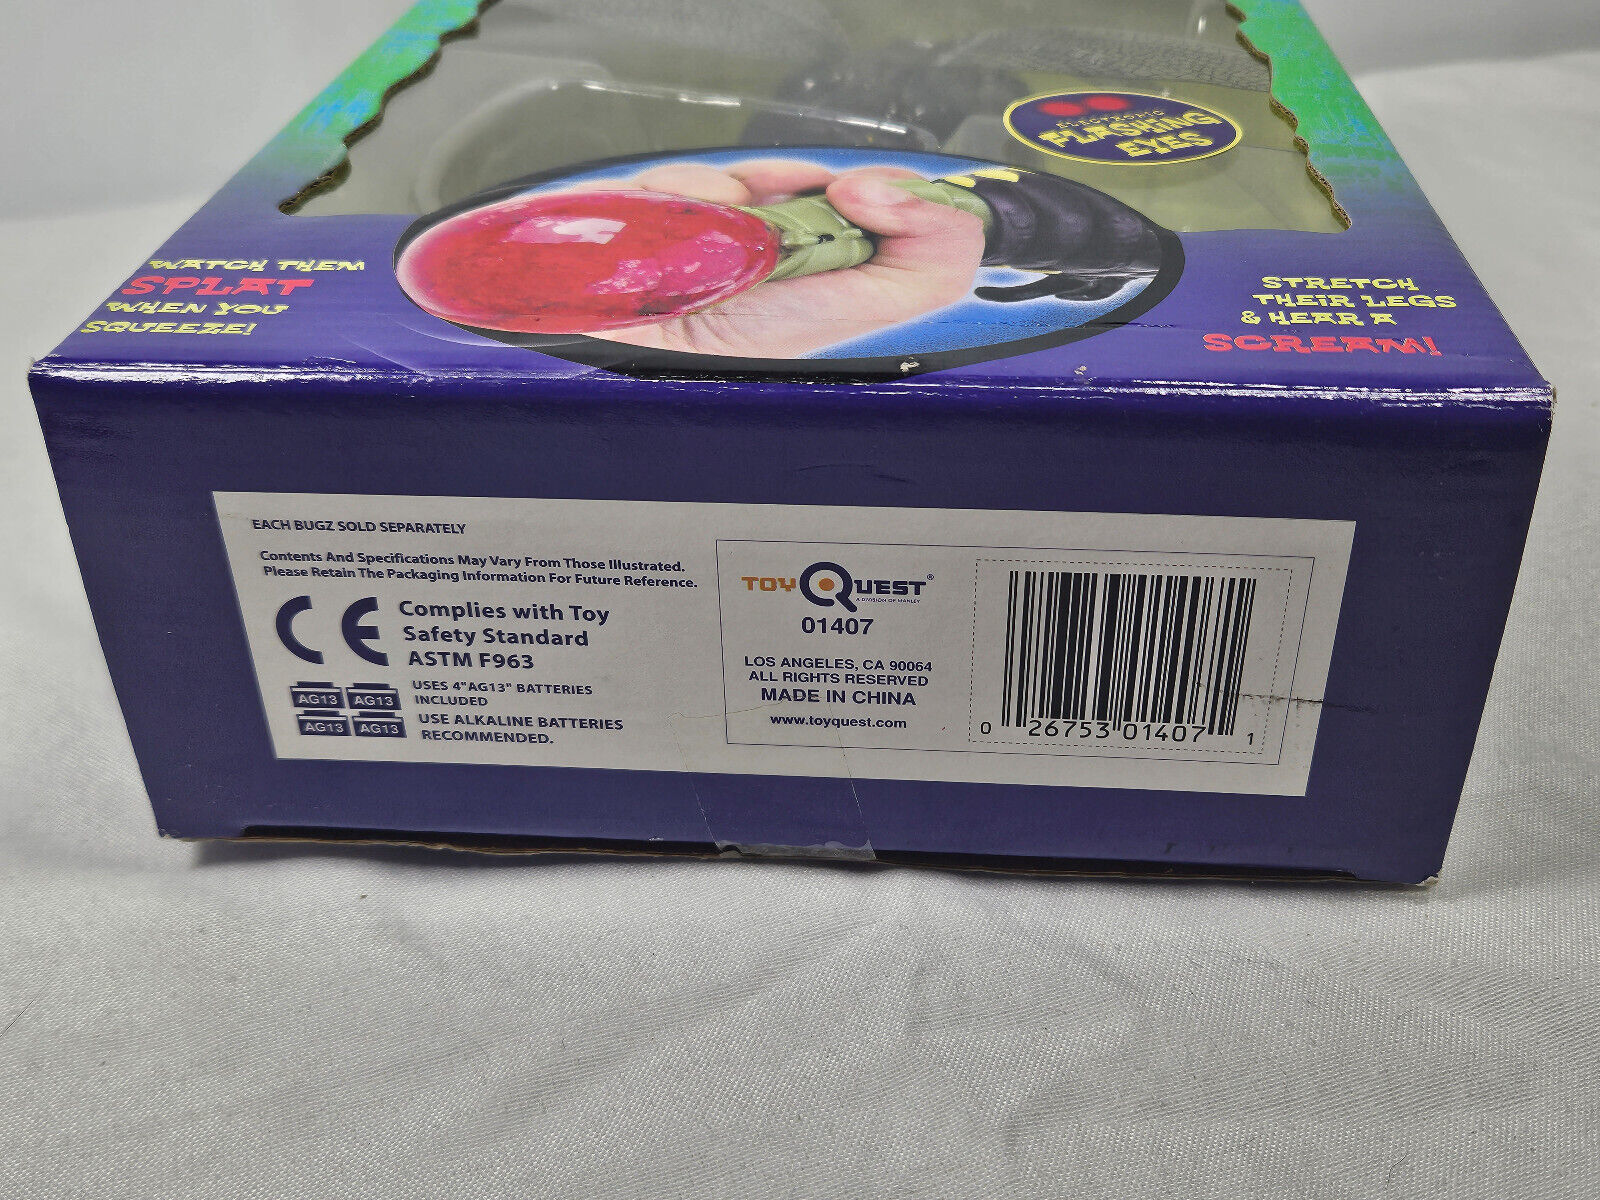 ELECTRONIC
FLASHING
EYES
WATCH THEM
SPLAT
WHEN YOU
SQUEEZE!
STRETCH
THEIR LEGS
& HEAR A
SCREAM!
EACH BUGZ SOLD SEPARATELY
Contents And Specifications May Vary From Those Illustrated.
Please Retain The Packaging Information For Future Reference.
CE
Complies with Toy
Safety Standard
ASTM F963
AG13 AG13
AG13 AG13
USES 4"AG13" BATTERIES
INCLUDED
USE ALKALINE BATTERIES
RECOMMENDED.
TOYQUEST®
A DIVISION OF MANLEY
01407
LOS ANGELES, CA 90064
ALL RIGHTS RESERVED
MADE IN CHINA
www.toyquest.com
0 26753 01407 1